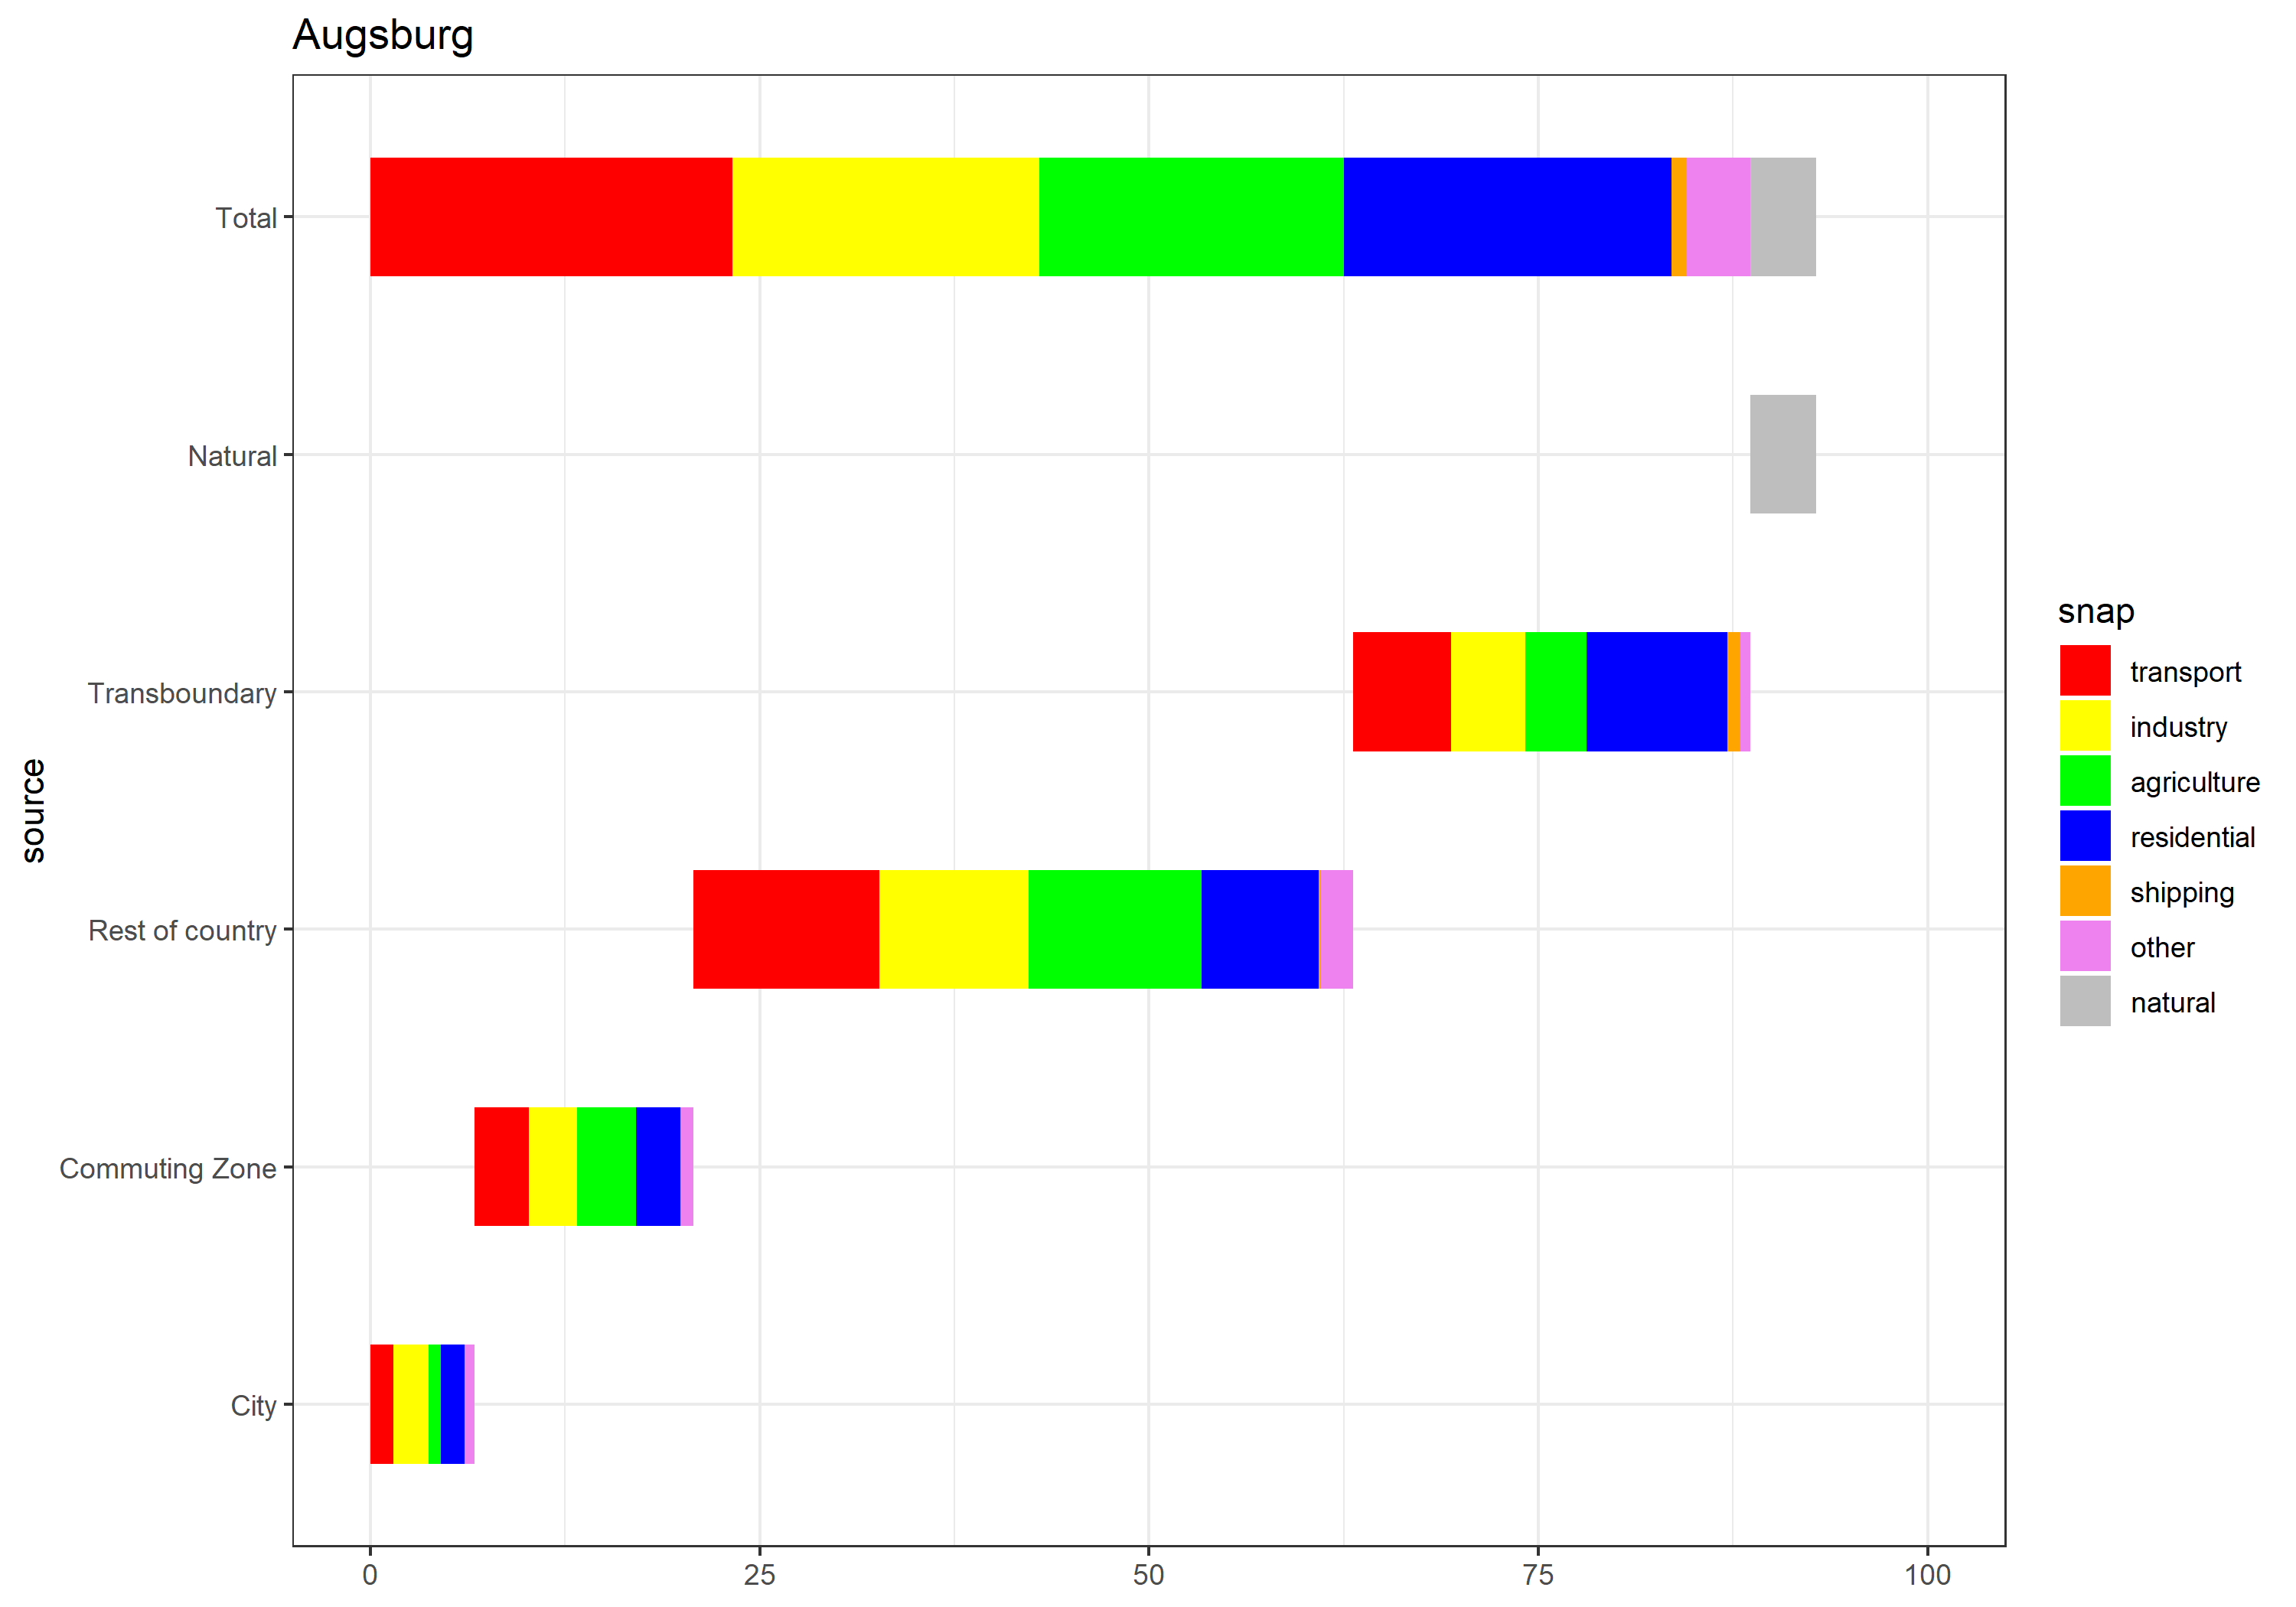 Augsburg
source
Total
Natural
Transboundary
Rest of country
Commuting Zone
City
0 25 50 75 100
snap
transport
industry
agriculture
residential
shipping
other
natural